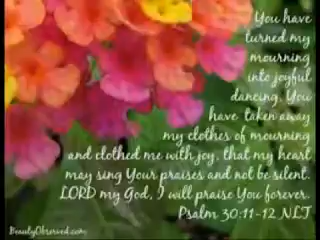 You have
turned my
mourning
into joyful
dancing. You
have taken away
my clothes of mourning
and clothed me with joy, that my heart
may sing Your praises and not be silent.
LORD my God, I will praise You forever.
Psalm 30:11-12 NLT
BeautyObserved.com